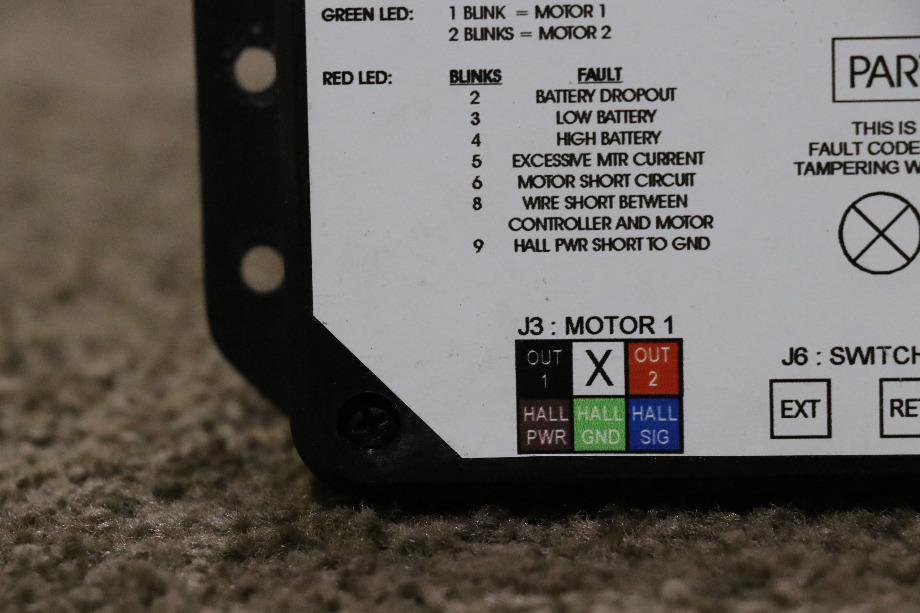 GREEN LED: 1 BLINK = MOTOR 1
2 BLINKS = MOTOR 2
RED LED: BLINKS FAULT
2 BATTERY DROPOUT
3 LOW BATTERY
4 HIGH BATTERY
5 EXCESSIVE MTR CURRENT
6 MOTOR SHORT CIRCUIT
8 WIRE SHORT BETWEEN
CONTROLLER AND MOTOR
9 HALL PWR SHORT TO GND
PAR
THIS IS
FAULT CODE
TAMPERING W
J3 : MOTOR 1
OUT 1 X OUT 2
HALL PWR HALL GND HALL SIG
J6 : SWITCH
EXT RE